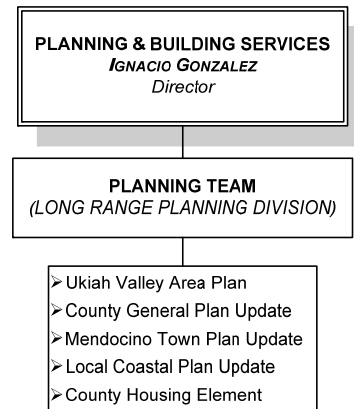 PLANNING & BUILDING SERVICES
IGNACIO GONZALEZ
Director
PLANNING TEAM
(LONG RANGE PLANNING DIVISION)
➢ Ukiah Valley Area Plan
➢ County General Plan Update
➢ Mendocino Town Plan Update
➢ Local Coastal Plan Update
➢ County Housing Element